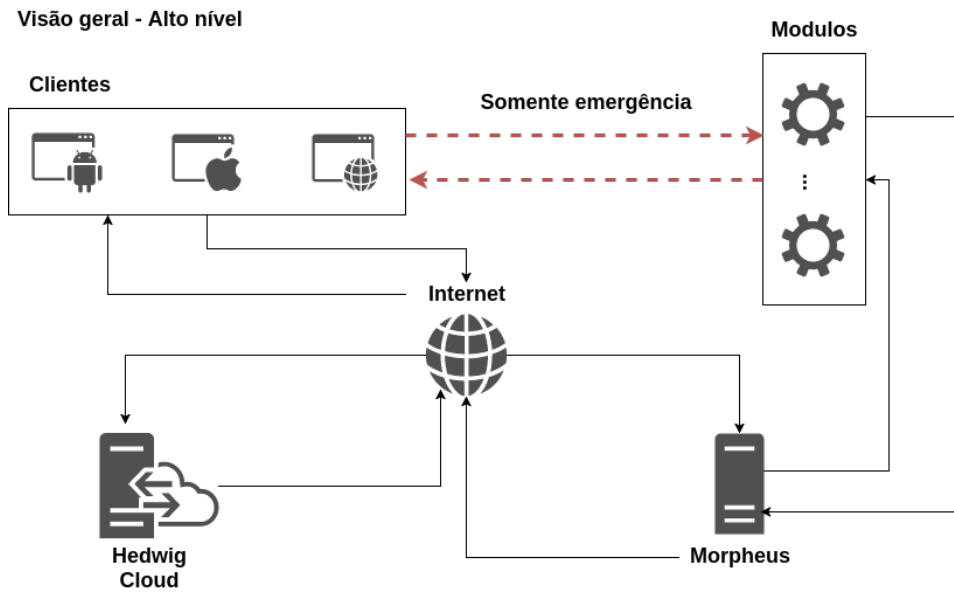 Visão geral - Alto nível
Modulos
Clientes
Somente emergência
Internet
Hedwig
Cloud
Morpheus